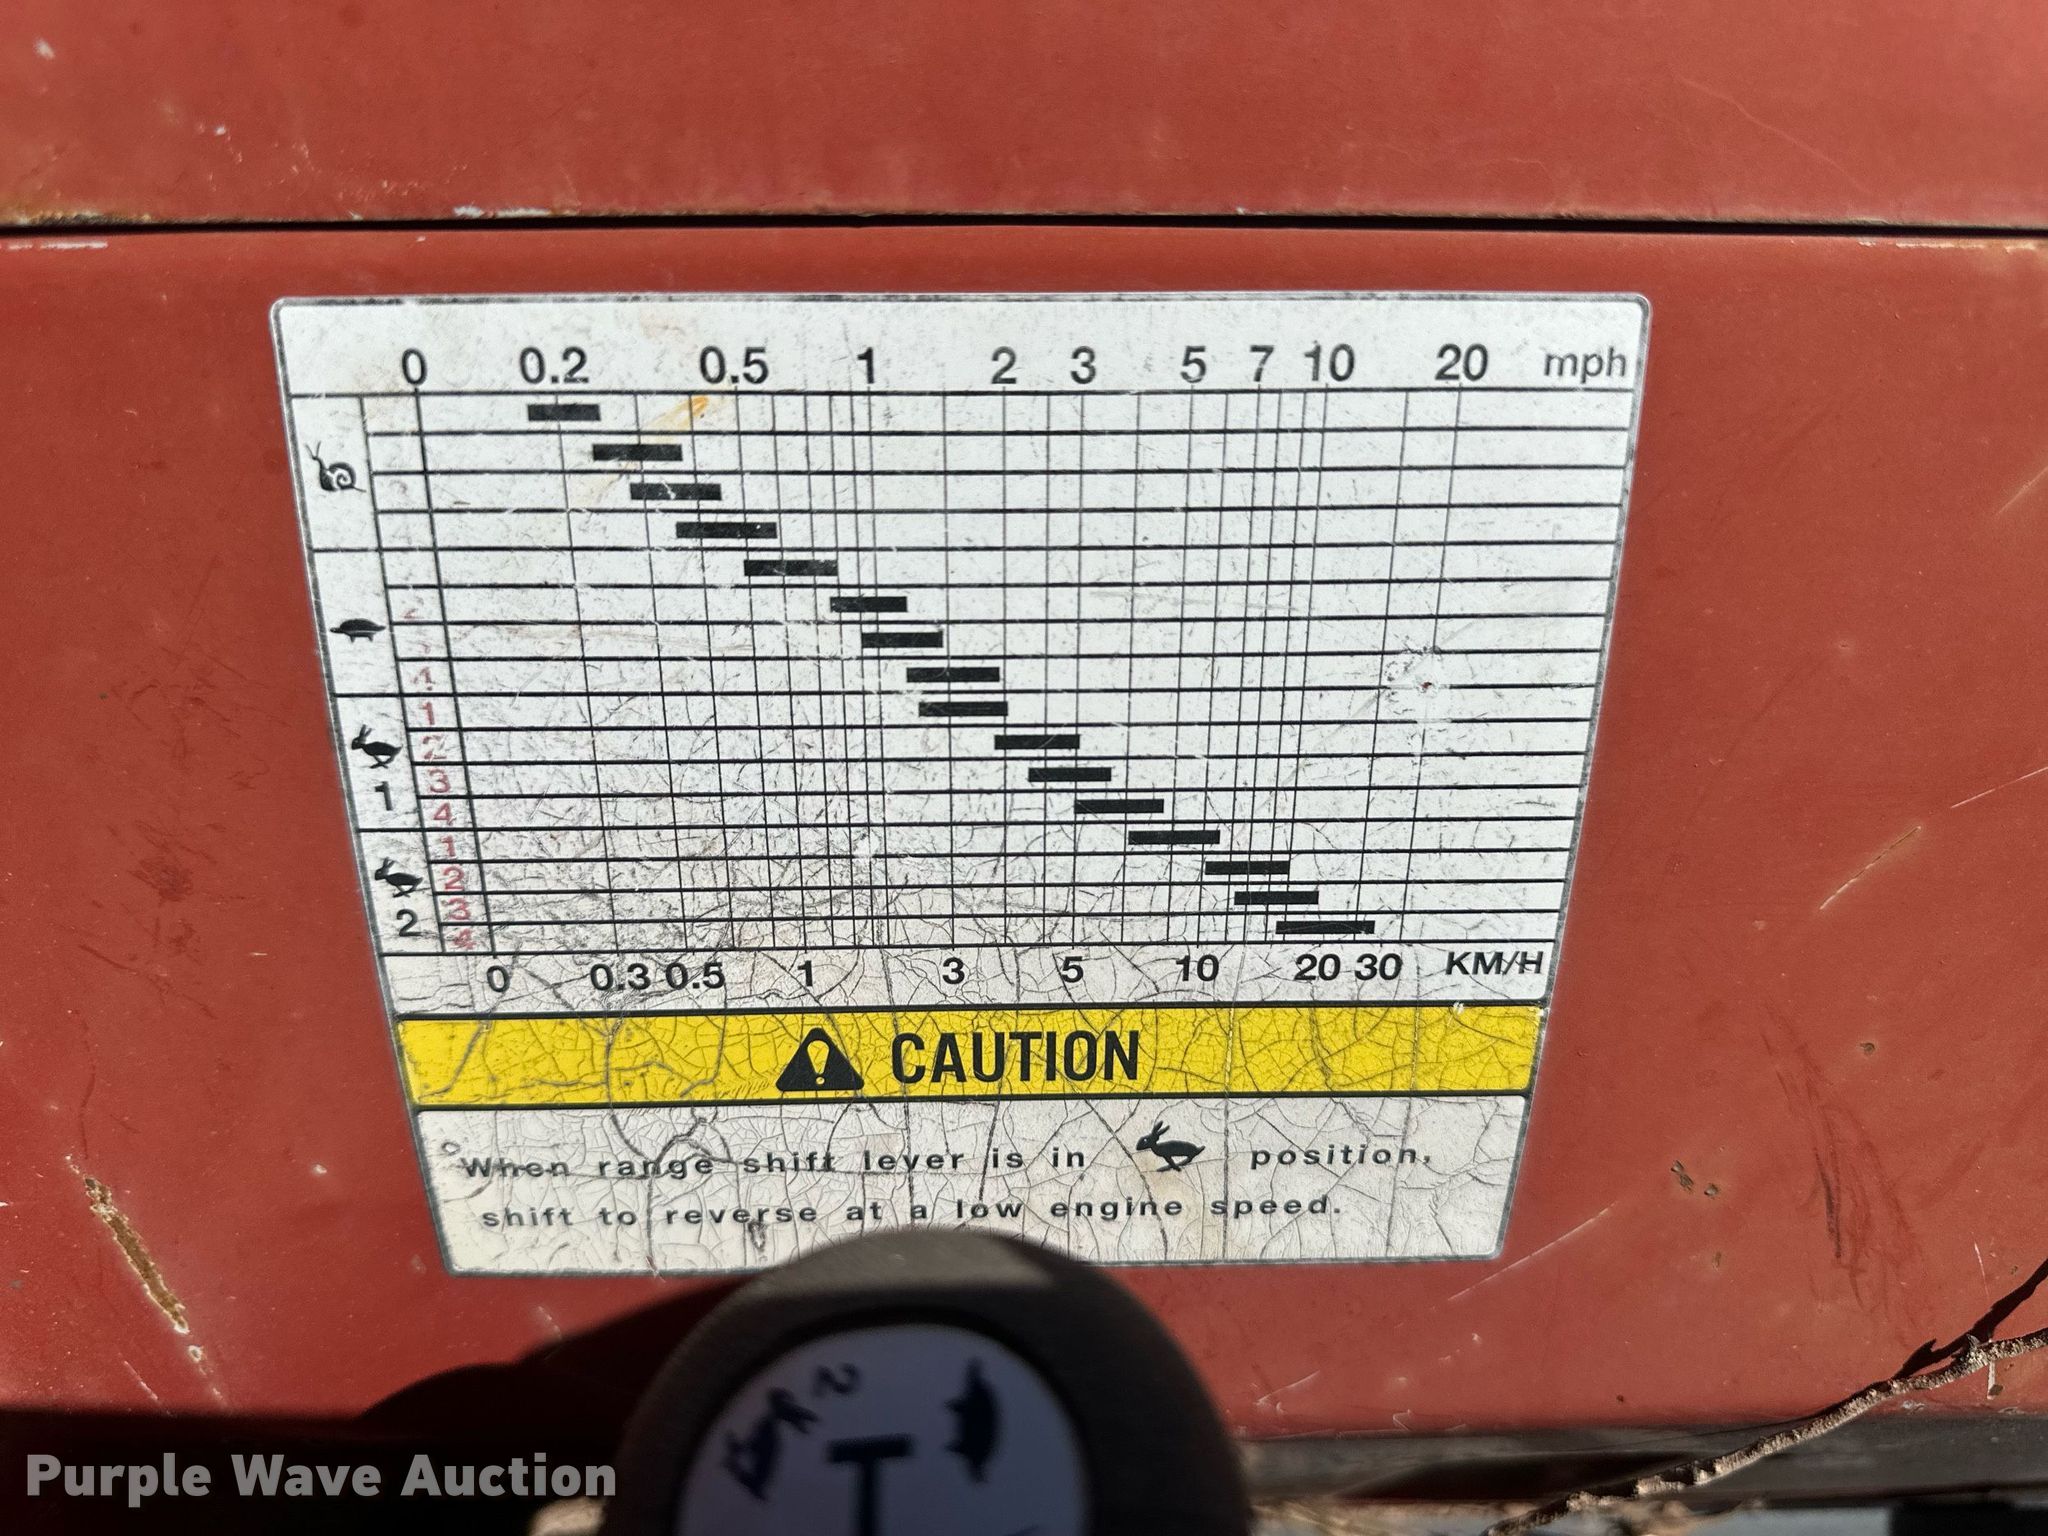 0 0.2 0.5 1 2 3 5 7 10 20 mph
2
4
1
2
3
1
4
1
2
3
2
4
0 0.3 0.5 1 3 5 10 20 30 KM/H
CAUTION
When range shift lever is in position,
shift to reverse at a low engine speed.
Purple Wave Auction